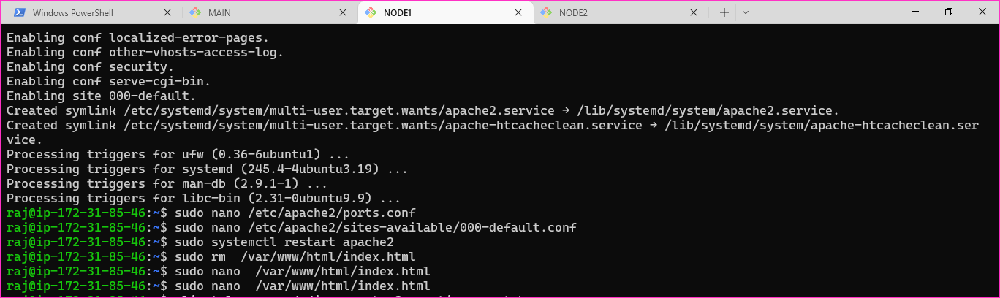 Windows PowerShell
MAIN
NODE1
NODE2
Enabling conf localized-error-pages.
Enabling conf other-vhosts-access-log.
Enabling conf security.
Enabling conf serve-cgi-bin.
Enabling site 000-default.
Created symlink /etc/systemd/system/multi-user.target.wants/apache2.service → /lib/systemd/system/apache2.service.
Created symlink /etc/systemd/system/multi-user.target.wants/apache-htcacheclean.service → /lib/systemd/system/apache-htcacheclean.ser
vice.
Processing triggers for ufw (0.36-6ubuntu1) ...
Processing triggers for systemd (245.4-4ubuntu3.19) ...
Processing triggers for man-db (2.9.1-1) ...
Processing triggers for libc-bin (2.31-0ubuntu9.9) ...
raj@ip-172-31-85-46:~$ sudo nano /etc/apache2/ports.conf
raj@ip-172-31-85-46:~$ sudo nano /etc/apache2/sites-available/000-default.conf
raj@ip-172-31-85-46:~$ sudo systemctl restart apache2
raj@ip-172-31-85-46:~$ sudo rm  /var/www/html/index.html
raj@ip-172-31-85-46:~$ sudo nano  /var/www/html/index.html
raj@ip-172-31-85-46:~$ sudo nano  /var/www/html/index.html